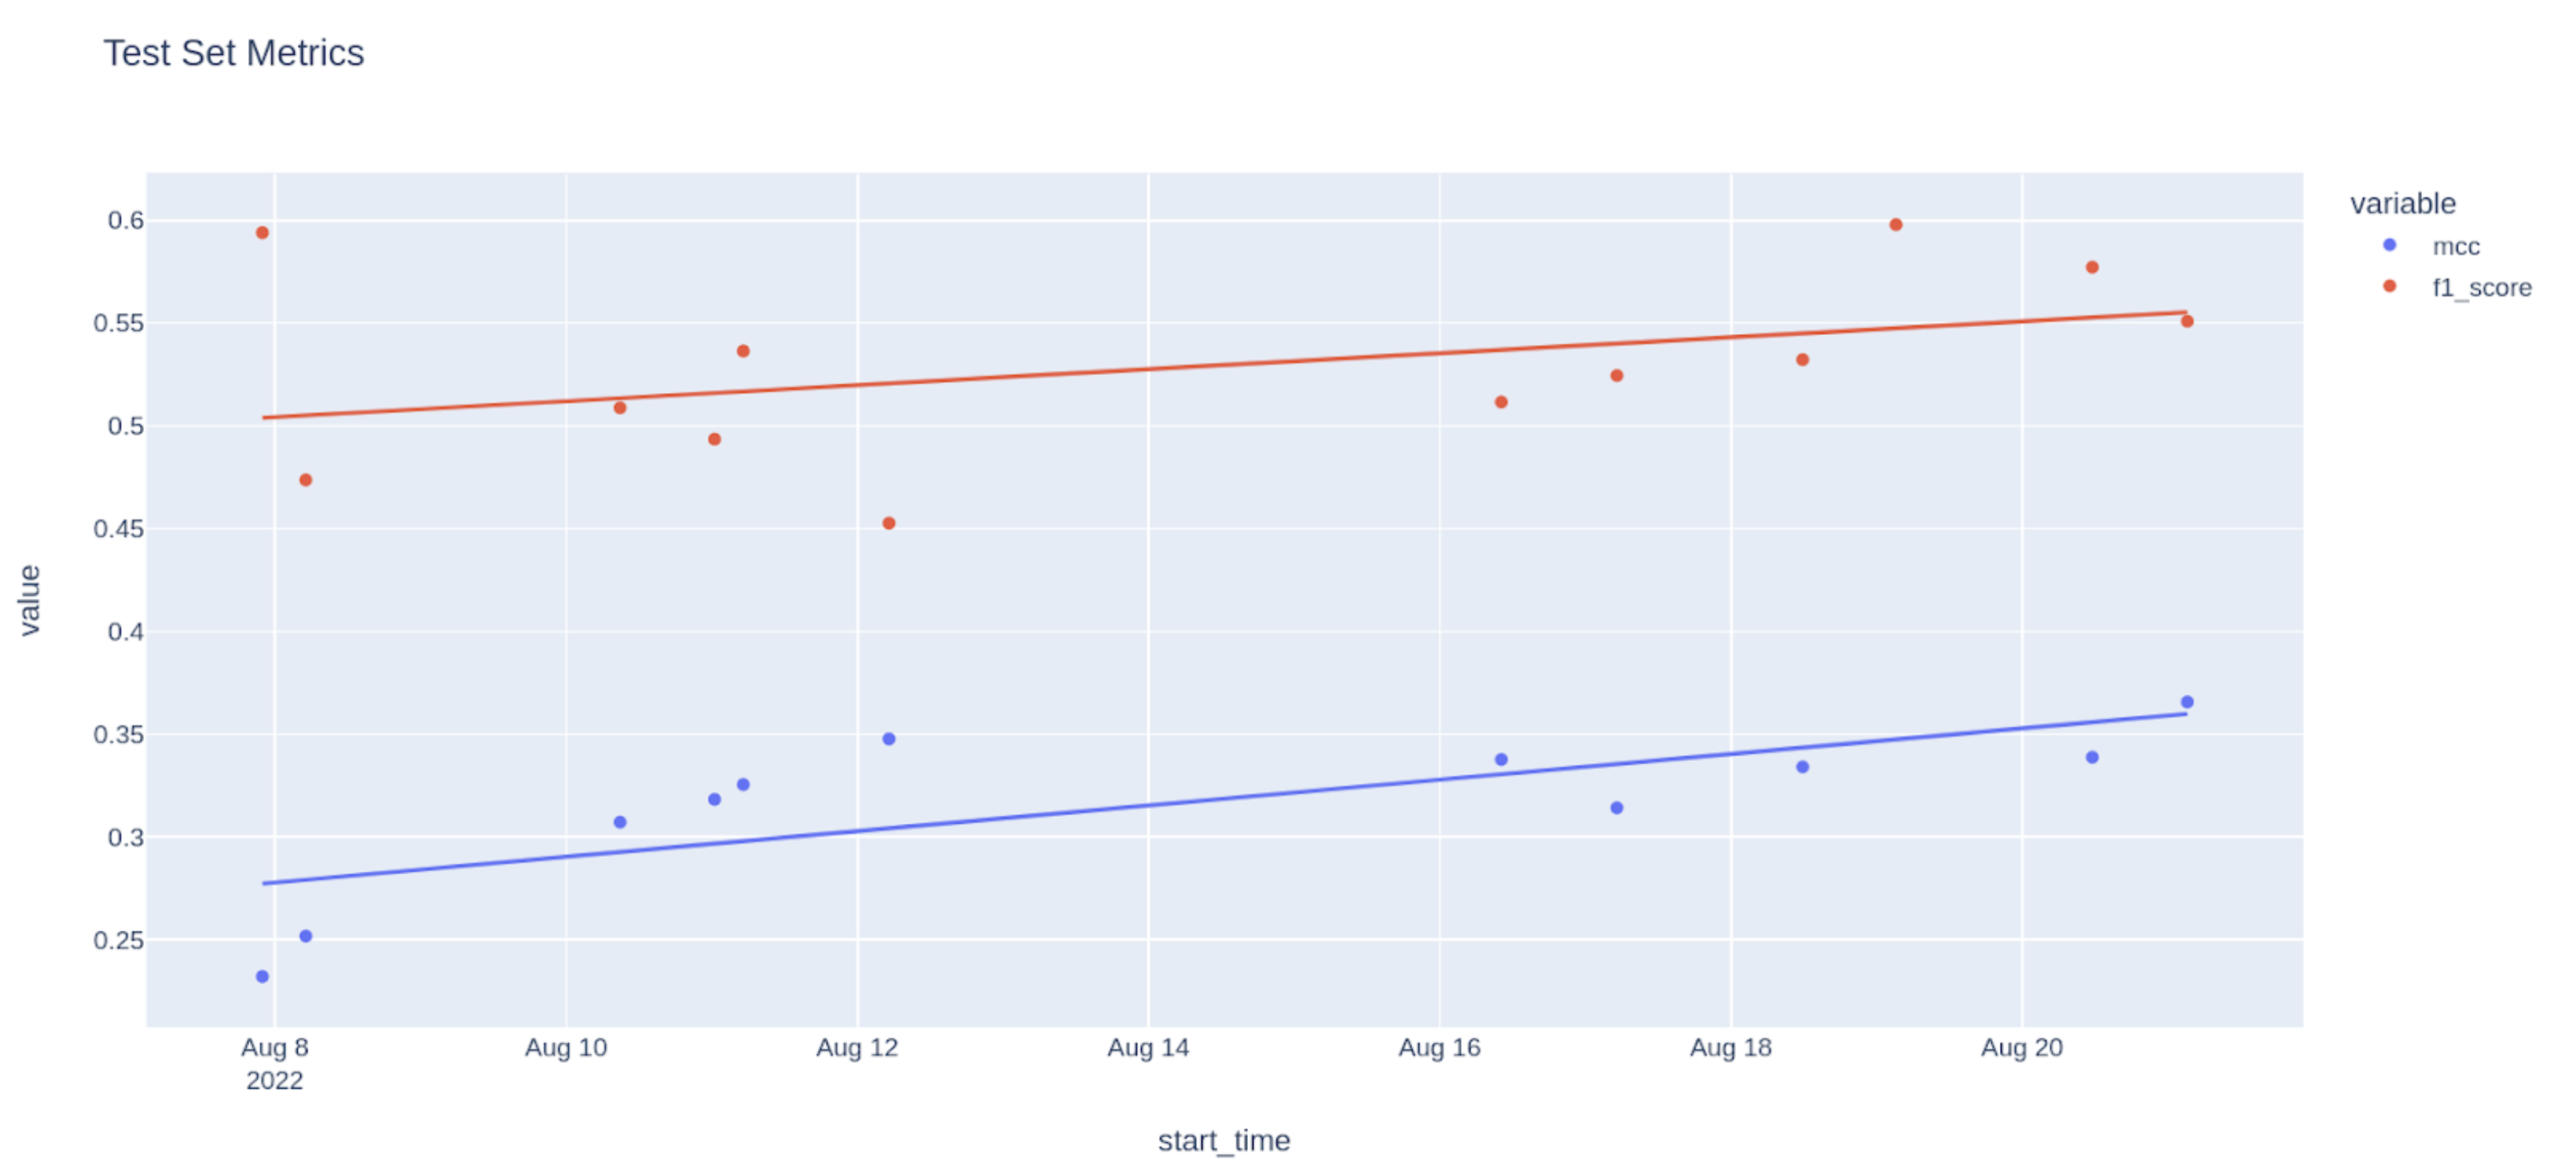 Test Set Metrics
variable
mcc
f1_score
value
0.6
0.55
0.5
0.45
0.4
0.35
0.3
0.25
Aug 8
2022
Aug 10
Aug 12
Aug 14
Aug 16
Aug 18
Aug 20
start_time